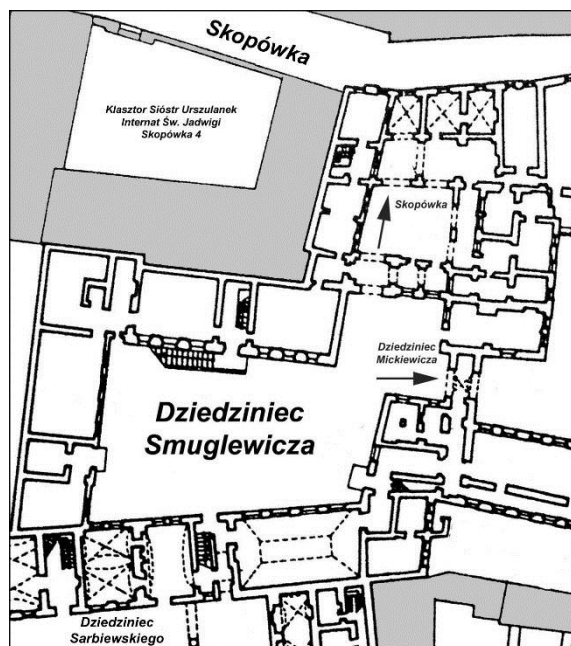 Skopówka
Klasztor Sióstr Urszulanek
Internat Św. Jadwigi
Skopówka 4
Skopówka
Dziedziniec
Mickiewicza
Dziedziniec
Smuglewicza
Dziedziniec
Sarbiewskiego